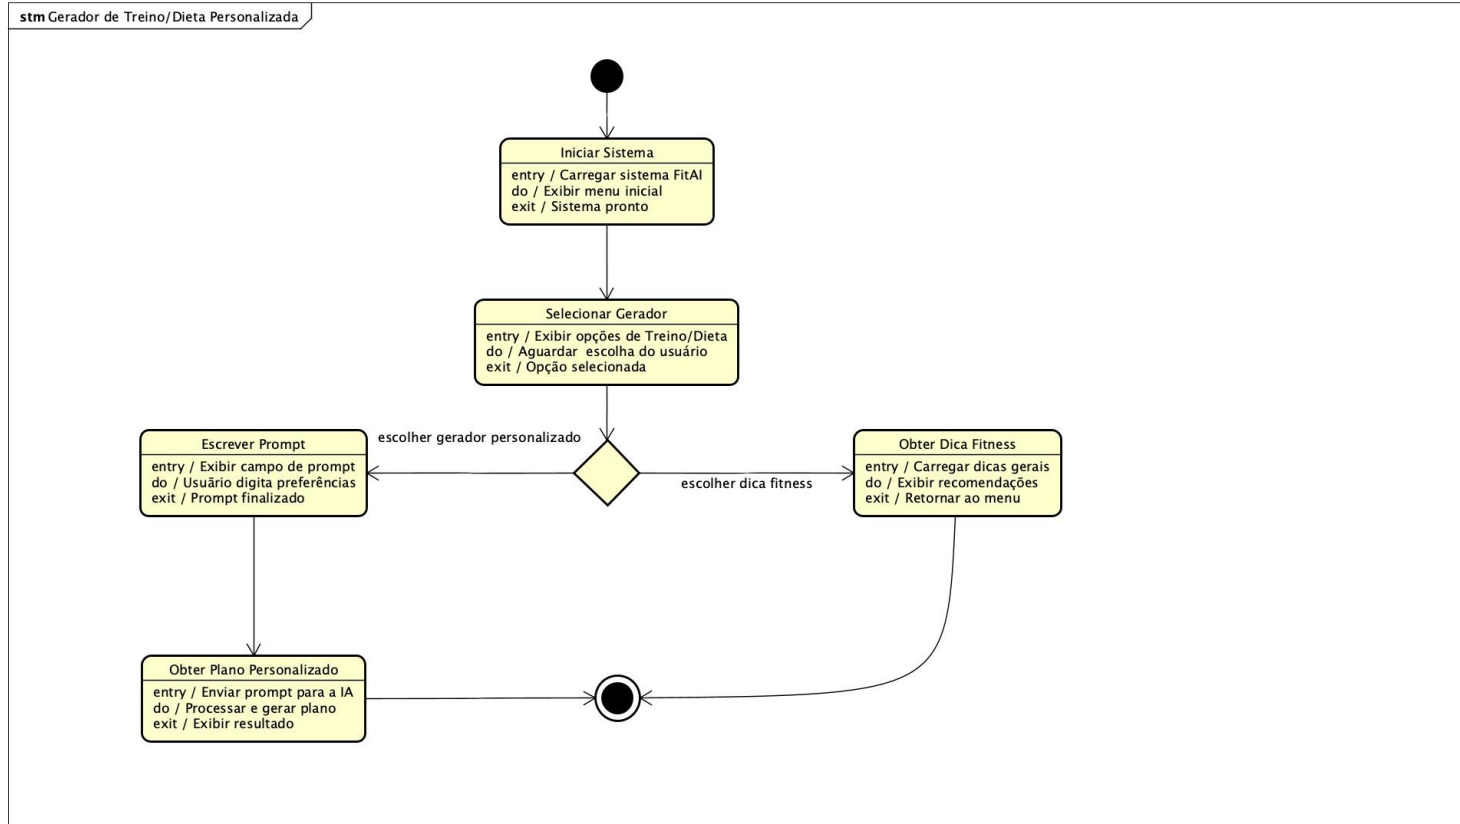 stm Gerador de Treino/Dieta Personalizada
Iniciar Sistema
entry / Carregar sistema FitAI
do / Exibir menu inicial
exit / Sistema pronto
Selecionar Gerador
entry / Exibir opções de Treino/Dieta
do / Aguardar  escolha do usuário
exit / Opção selecionada
escolher gerador personalizado
escolher dica fitness
Escrever Prompt
entry / Exibir campo de prompt
do / Usuãrio digita preferências
exit / Prompt finalizado
Obter Dica Fitness
entry / Carregar dicas gerais
do / Exibir recomendações
exit / Retornar ao menu
Obter Plano Personalizado
entry / Enviar prompt para a IA
do / Processar e gerar plano
exit / Exibir resultado